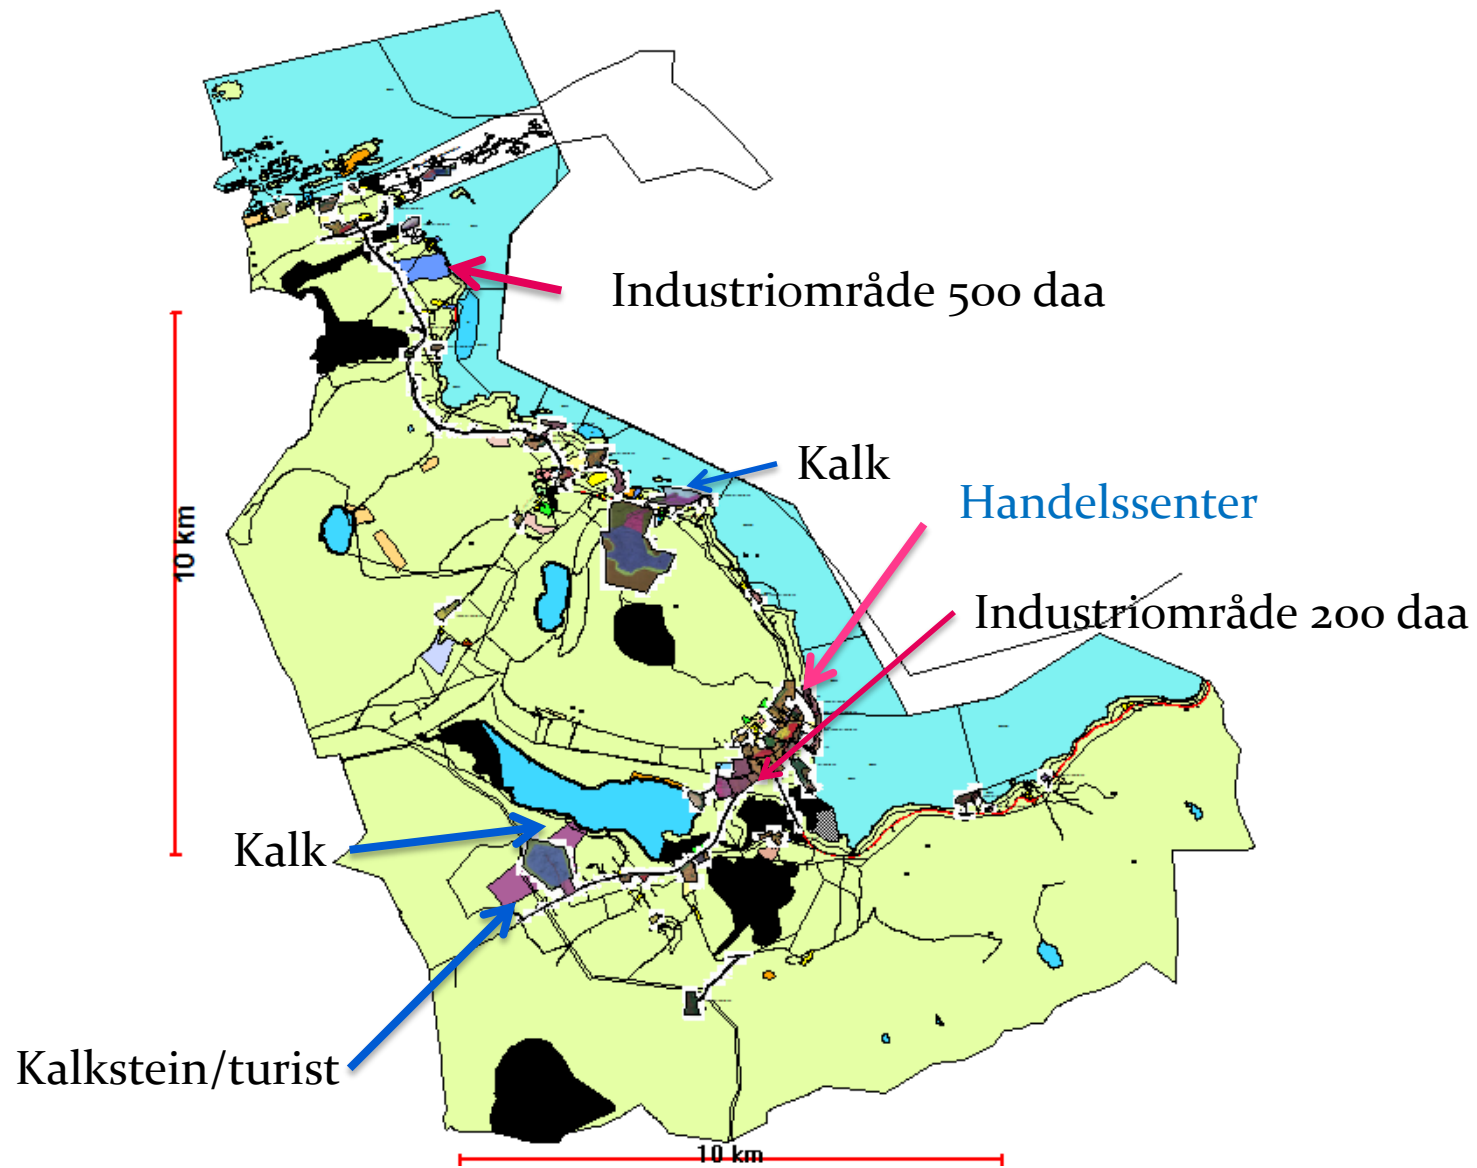 Industriområde 500 daa
Kalk
Handelssenter
10 km
Industriområde 200 daa
Kalk
Kalkstein/turist
10 km